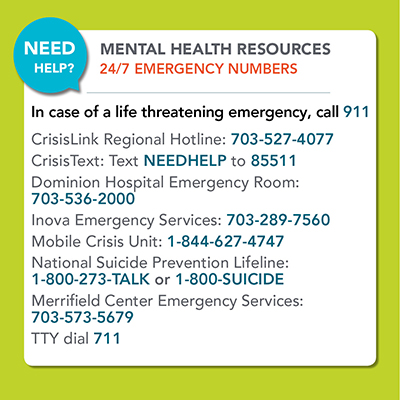 NEED
HELP?
MENTAL HEALTH RESOURCES
24/7 EMERGENCY NUMBERS
In case of a life threatening emergency, call 911
CrisisLink Regional Hotline: 703-527-4077
CrisisText: Text NEEDHELP to 85511
Dominion Hospital Emergency Room:
703-536-2000
Inova Emergency Services: 703-289-7560
Mobile Crisis Unit: 1-844-627-4747
National Suicide Prevention Lifeline:
1-800-273-TALK or 1-800-SUICIDE
Merrifield Center Emergency Services:
703-573-5679
TTY dial 711